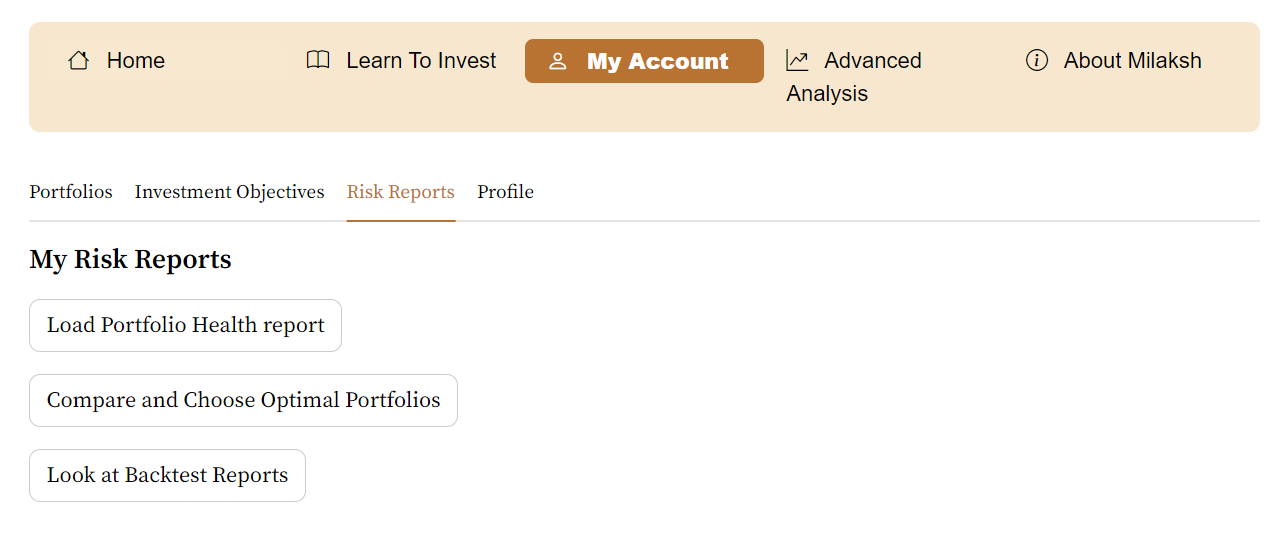 Home
Learn To Invest
My Account
Advanced
Analysis
About Milaksh
Portfolios
Investment Objectives
Risk Reports
Profile
My Risk Reports
Load Portfolio Health report
Compare and Choose Optimal Portfolios
Look at Backtest Reports